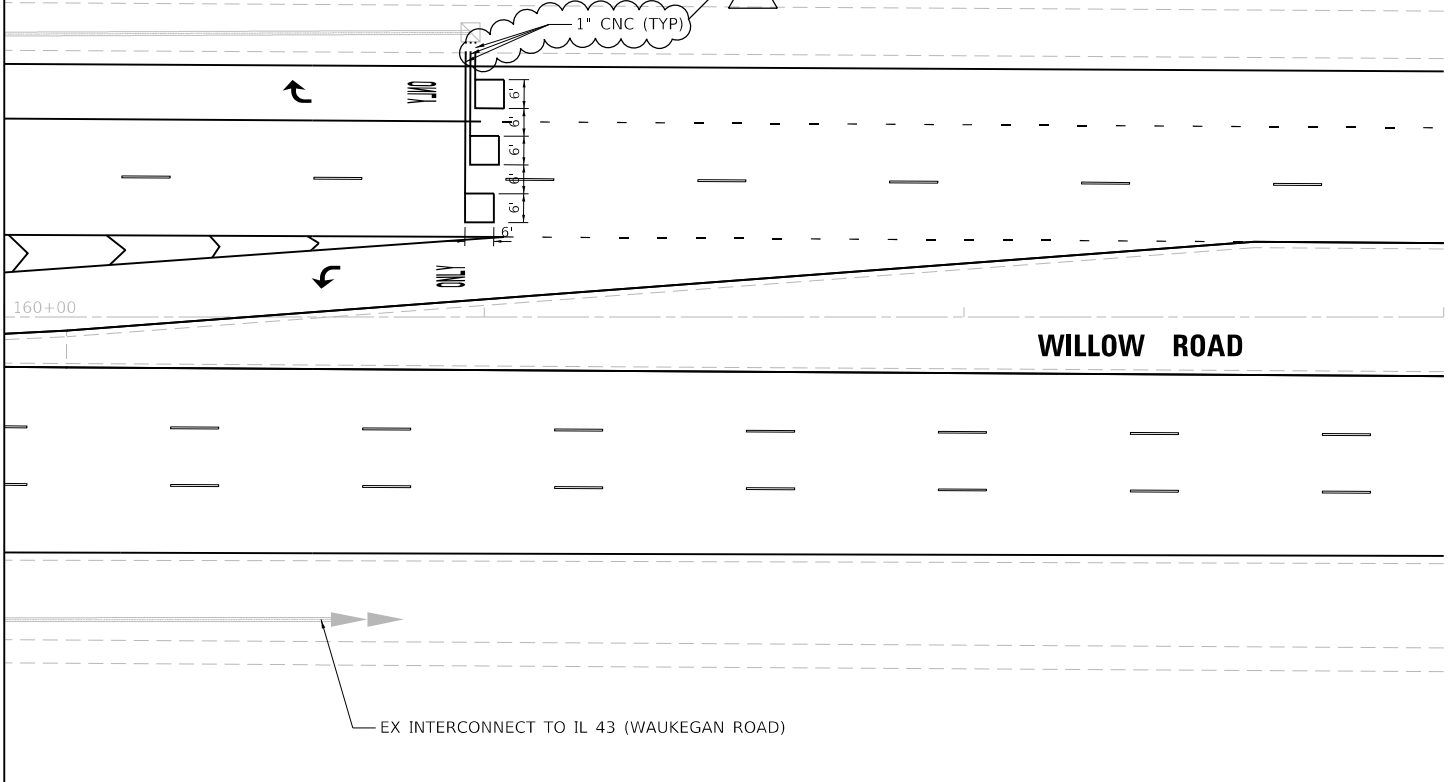 1" CNC (TYP)
ONLY
6'
6'
6'
6'
6'
6'
ONLY
160+00
WILLOW ROAD
EX INTERCONNECT TO IL 43 (WAUKEGAN ROAD)